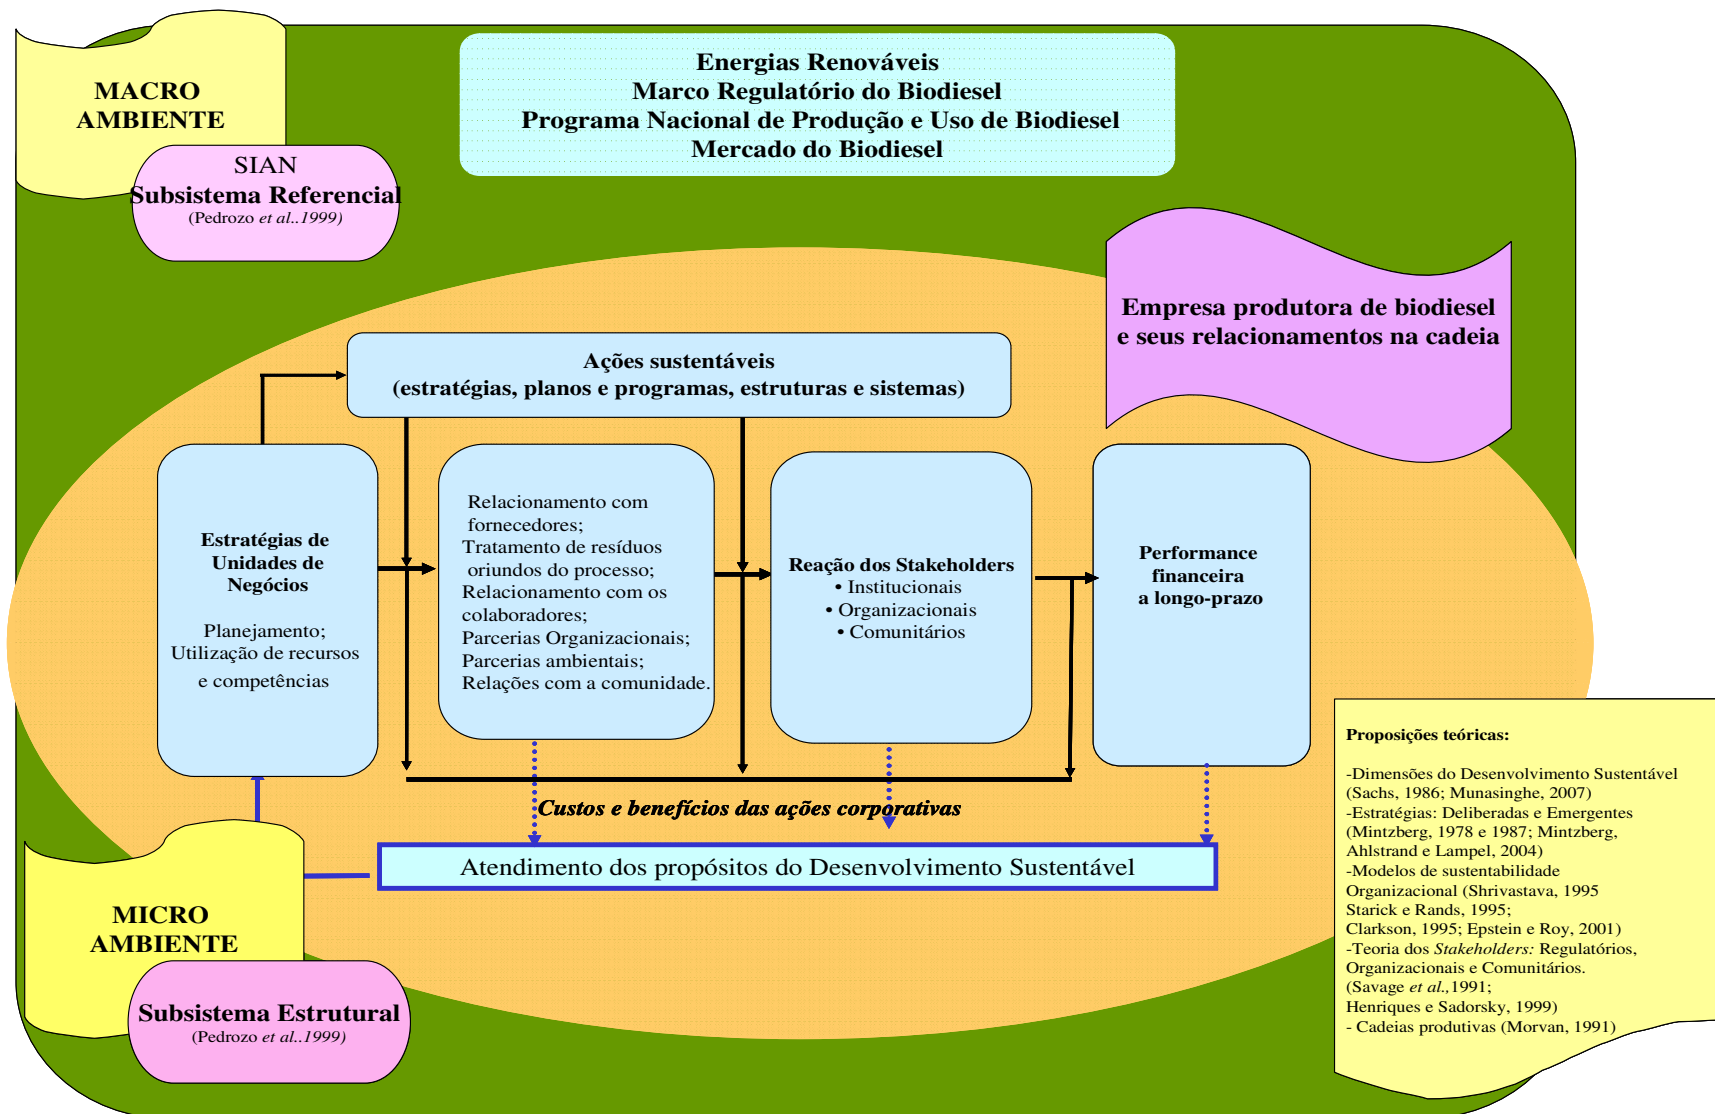 MACRO
AMBIENTE
SIAN
Subsistema Referencial
(Pedrozo et al..1999)
Energias Renováveis
Marco Regulatório do Biodiesel
Programa Nacional de Produção e Uso de Biodiesel
Mercado do Biodiesel
Empresa produtora de biodiesel
e seus relacionamentos na cadeia
Ações sustentáveis
(estratégias, planos e programas, estruturas e sistemas)
Estratégias de
Unidades de
Negócios
Planejamento;
Utilização de recursos
e competências
Relacionamento com
fornecedores;
Tratamento de resíduos
oriundos do processo;
Relacionamento com os
colaboradores;
Parcerias Organizacionais;
Parcerias ambientais;
Relações com a comunidade.
Reação dos Stakeholders
• Institucionais
• Organizacionais
• Comunitários
Performance
financeira
a longo-prazo
Custos e benefícios das ações corporativas
Atendimento dos propósitos do Desenvolvimento Sustentável
MICRO
AMBIENTE
Subsistema Estrutural
(Pedrozo et al..1999)
Proposições teóricas:
-Dimensões do Desenvolvimento Sustentável
(Sachs, 1986; Munasinghe, 2007)
-Estratégias: Deliberadas e Emergentes
(Mintzberg, 1978 e 1987; Mintzberg,
Ahlstrand e Lampel, 2004)
-Modelos de sustentabilidade
Organizacional (Shrivastava, 1995
Starick e Rands, 1995;
Clarkson, 1995; Epstein e Roy, 2001)
-Teoria dos Stakeholders: Regulatórios,
Organizacionais e Comunitários.
(Savage et al.,1991;
Henriques e Sadorsky, 1999)
- Cadeias produtivas (Morvan, 1991)